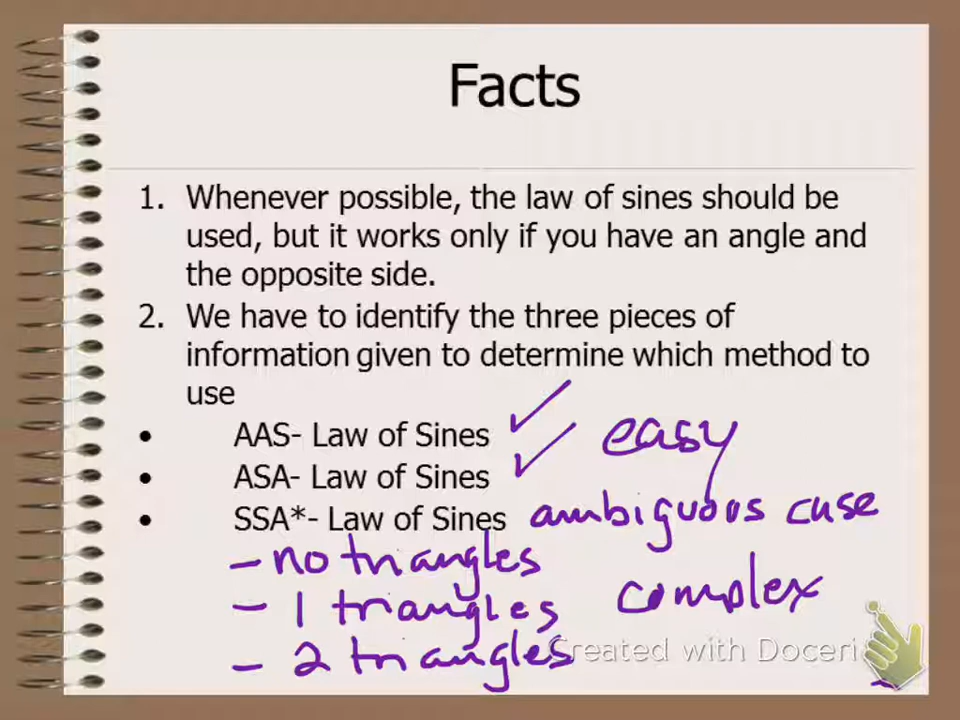 Facts
1. Whenever possible, the law of sines should be
used, but it works only if you have an angle and
the opposite side.
2. We have to identify the three pieces of
information given to determine which method to
use
• AAS- Law of Sines ✓ easy
• ASA- Law of Sines ✓
• SSA*- Law of Sines ambiguous case
- no triangles
- 1 triangles complex
- 2 triangles
Created with Doceri